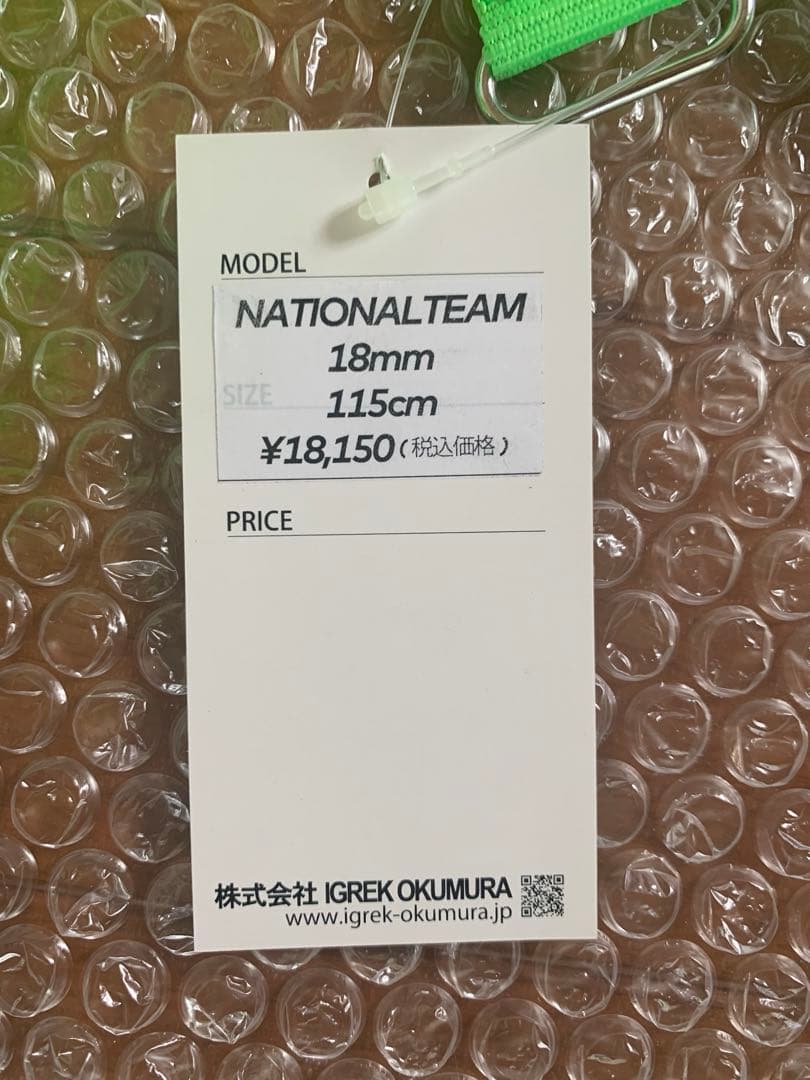 MODEL
NATIONALTEAM
18mm
SIZE
115cm
¥18,150(税込価格)
PRICE
株式会社 IGREK OKUMURA
www.igrek-okumura.jp